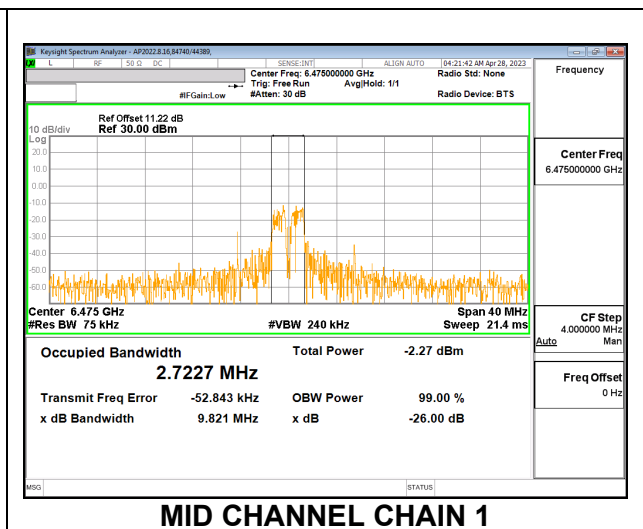 Keysight Spectrum Analyzer - AP2022.8.16,84740/44389,
L RF 50 Ω DC SENSE:INT ALIGN AUTO 04:21:42 AM Apr 28, 2023
Center Freq: 6.475000000 GHz Radio Std: None
Trig: Free Run Avg|Hold: 1/1
#IFGain:Low #Atten: 30 dB Radio Device: BTS
Frequency
Ref Offset 11.22 dB
10 dB/div Ref 30.00 dBm
Log
20.0
10.0
0.00
-10.0
-20.0
-30.0
-40.0
-50.0
-60.0
Center 6.475 GHz Span 40 MHz
#Res BW 75 kHz #VBW 240 kHz Sweep 21.4 ms
Occupied Bandwidth Total Power -2.27 dBm
2.7227 MHz
Transmit Freq Error -52.843 kHz OBW Power 99.00 %
x dB Bandwidth 9.821 MHz x dB -26.00 dB
Center Freq
6.475000000 GHz
CF Step
4.000000 MHz
Auto Man
Freq Offset
0 Hz
MSG STATUS
MID CHANNEL CHAIN 1